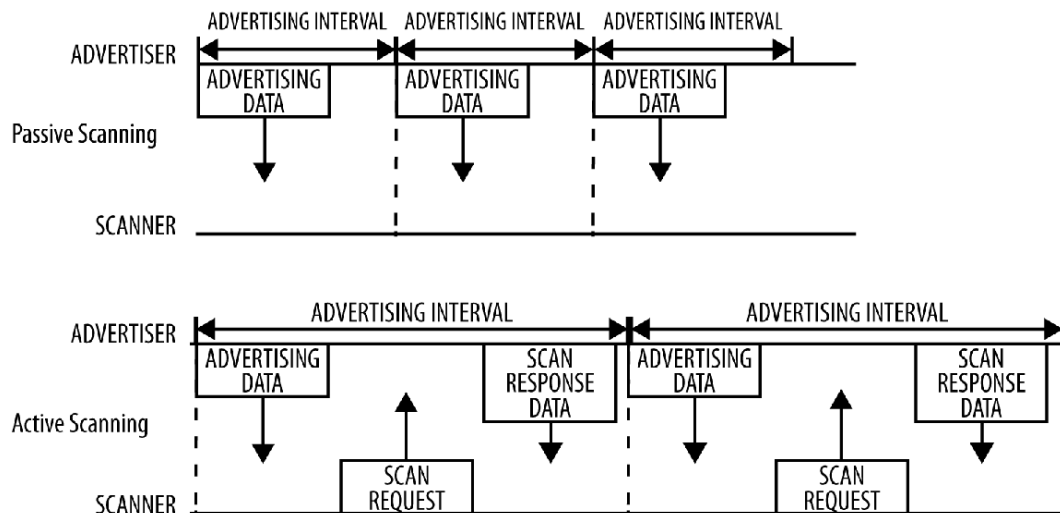 ADVERTISING INTERVAL ADVERTISING INTERVAL ADVERTISING INTERVAL
ADVERTISER
ADVERTISING DATA
ADVERTISING DATA
ADVERTISING DATA
Passive Scanning
SCANNER
ADVERTISING INTERVAL ADVERTISING INTERVAL
ADVERTISER
ADVERTISING DATA
SCAN RESPONSE DATA
ADVERTISING DATA
SCAN RESPONSE DATA
Active Scanning
SCAN REQUEST
SCAN REQUEST
SCANNER